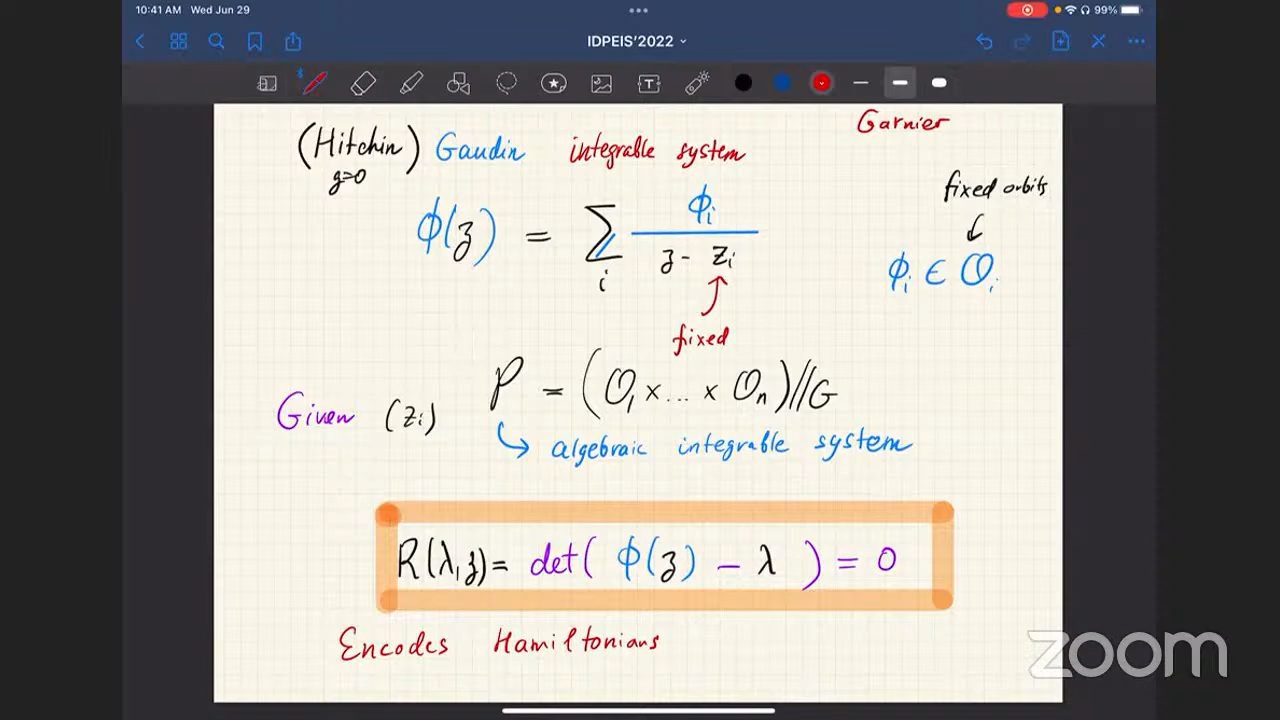 10:41 AM Wed Jun 29
99%
IDPEIS'2022
Garnier
(Hitchin) Gaudin integrable system
g=0
fixed orbits
ϕ(z) = Σ_i ϕ_i / (z - z_i)
ϕ_i ∈ O_i
fixed
Given (z_i) P = (O_1 × ... × O_n)//G
algebraic integrable system
R(λ,z) = det( ϕ(z) - λ ) = 0
Encodes Hamiltonians
zoom